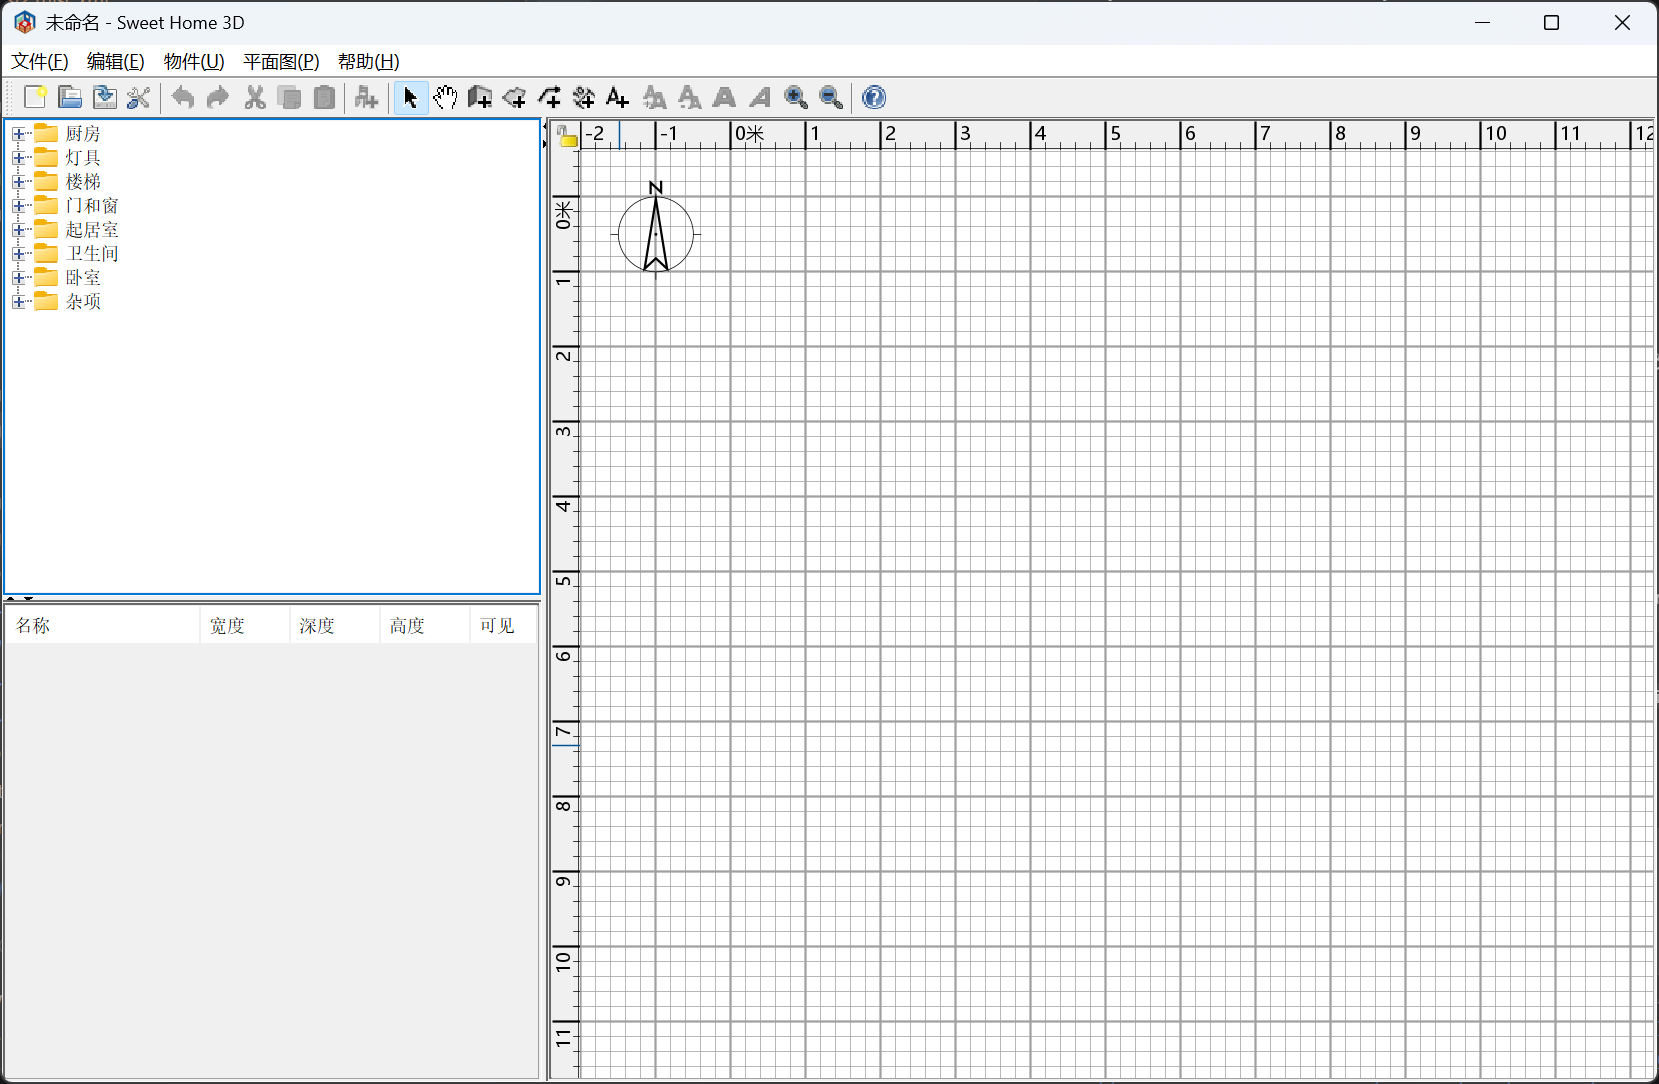 未命名 - Sweet Home 3D
文件(F) 编辑(E) 物件(U) 平面图(P) 帮助(H)
厨房
灯具
楼梯
门和窗
起居室
卫生间
卧室
杂项
名称 宽度 深度 高度 可见
-2 -1 0米 1 2 3 4 5 6 7 8 9 10 11 12
N
0米
1
2
3
4
5
6
7
8
9
10
11